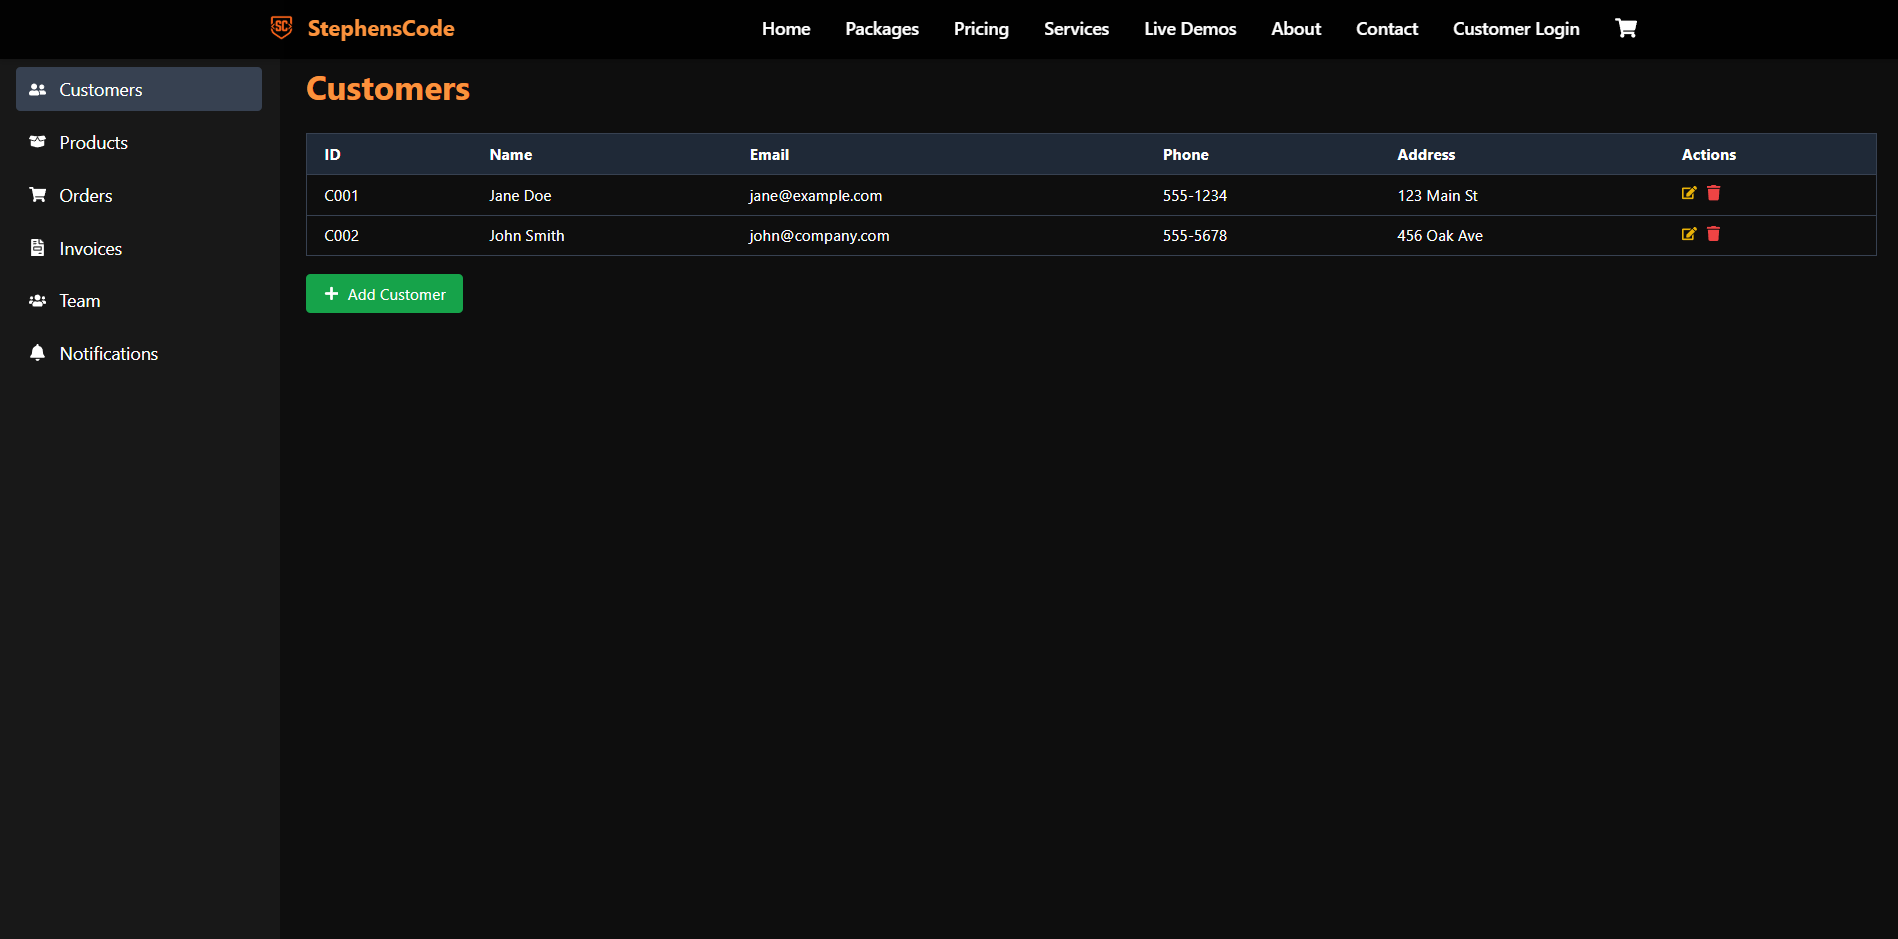 SC StephensCode Home Packages Pricing Services Live Demos About Contact Customer Login
Customers
Products
Orders
Invoices
Team
Notifications
Customers
ID Name Email Phone Address Actions
C001 Jane Doe jane@example.com 555-1234 123 Main St
C002 John Smith john@company.com 555-5678 456 Oak Ave
Add Customer